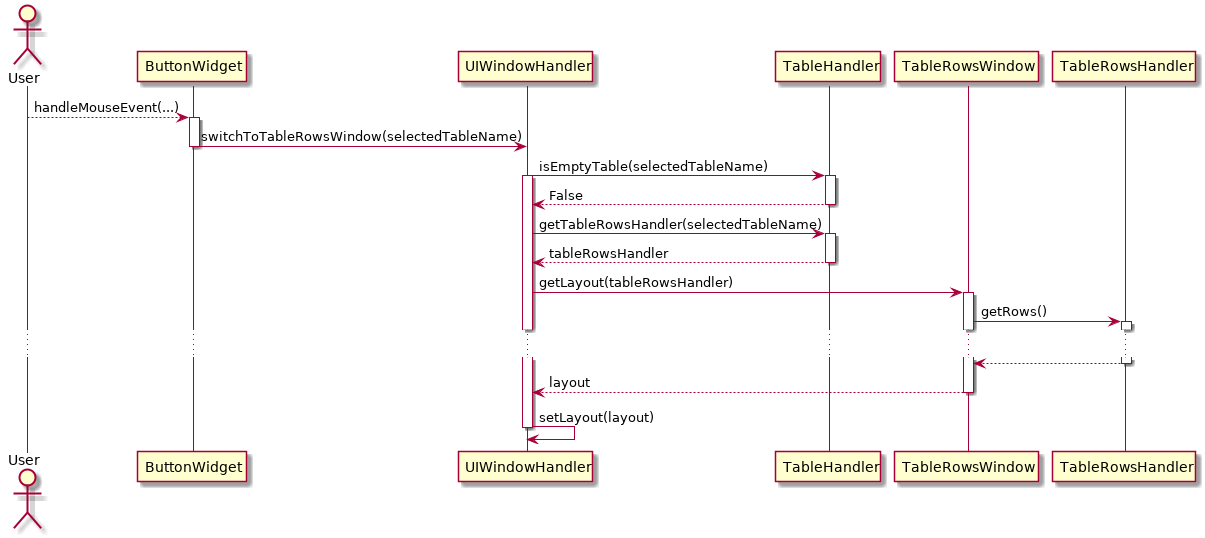 User
ButtonWidget
UIWindowHandler
TableHandler
TableRowsWindow
TableRowsHandler
handleMouseEvent(...)
switchToTableRowsWindow(selectedTableName)
isEmptyTable(selectedTableName)
False
getTableRowsHandler(selectedTableName)
tableRowsHandler
getLayout(tableRowsHandler)
getRows()
layout
setLayout(layout)
User
ButtonWidget
UIWindowHandler
TableHandler
TableRowsWindow
TableRowsHandler